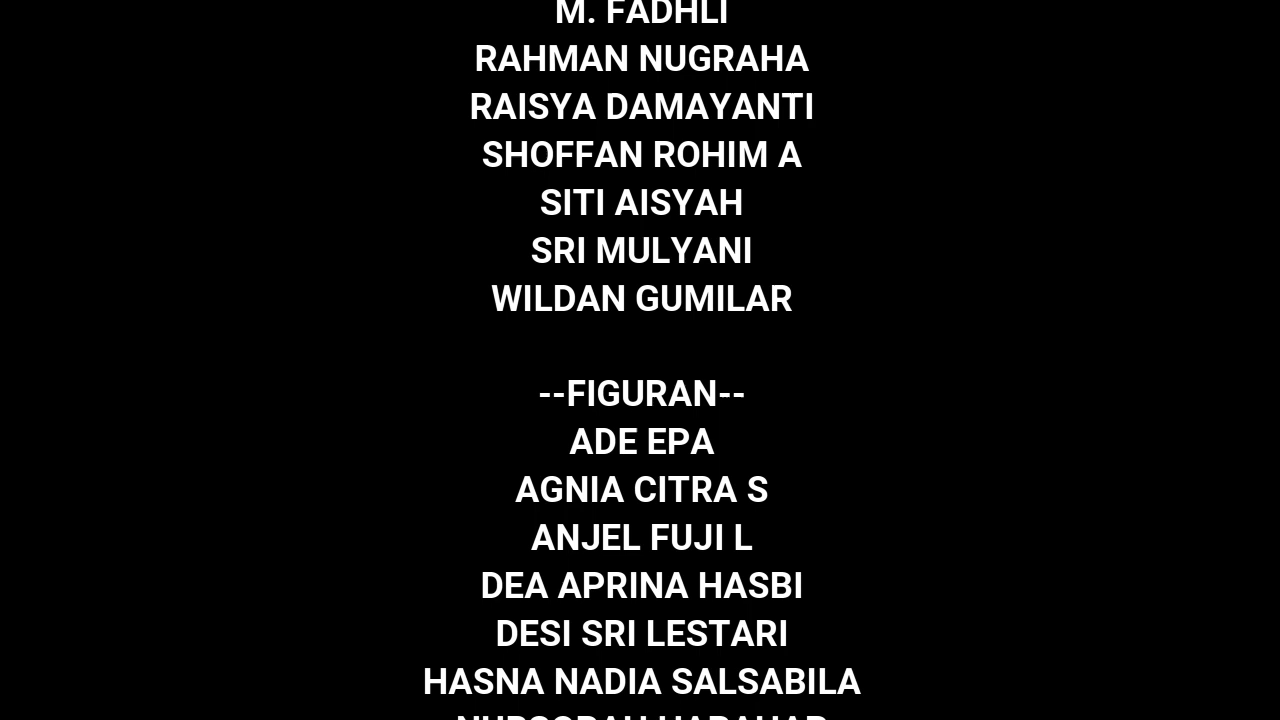 M. FADHLI
RAHMAN NUGRAHA
RAISYA DAMAYANTI
SHOFFAN ROHIM A
SITI AISYAH
SRI MULYANI
WILDAN GUMILAR
--FIGURAN--
ADE EPA
AGNIA CITRA S
ANJEL FUJI L
DEA APRINA HASBI
DESI SRI LESTARI
HASNA NADIA SALSABILA